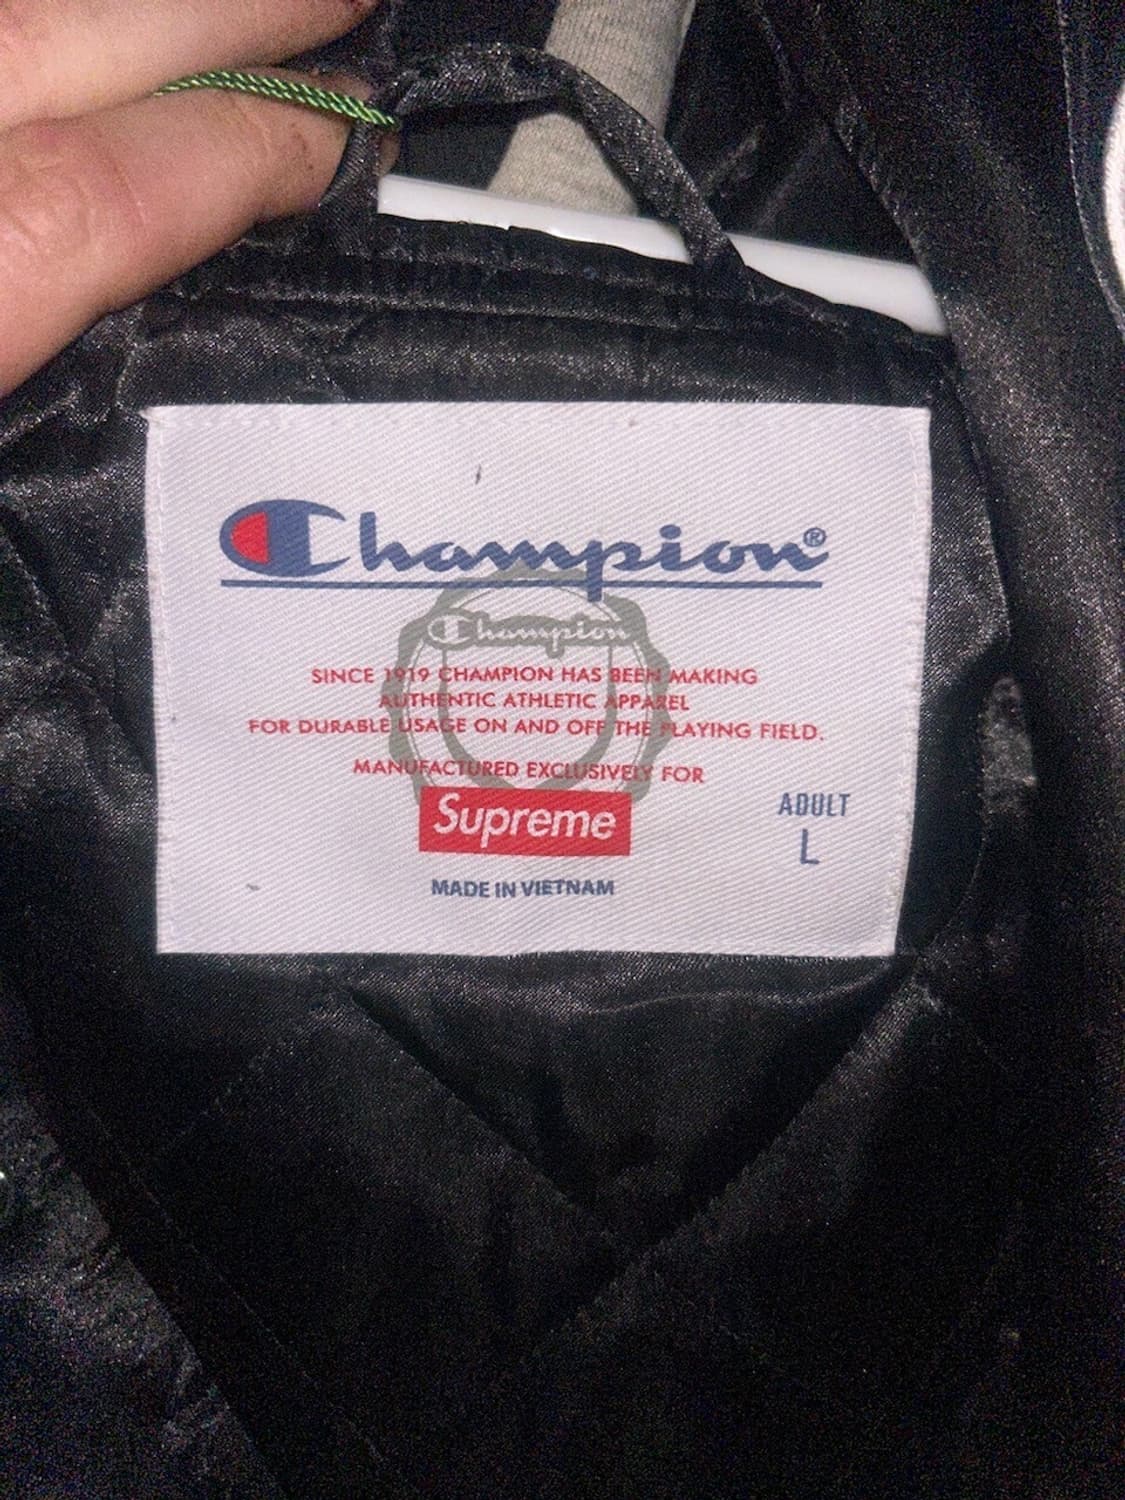 Champion®
Champion
SINCE 1919 CHAMPION HAS BEEN MAKING
AUTHENTIC ATHLETIC APPAREL
FOR DURABLE USAGE ON AND OFF THE PLAYING FIELD.
MANUFACTURED EXCLUSIVELY FOR
Supreme
ADULT
L
MADE IN VIETNAM